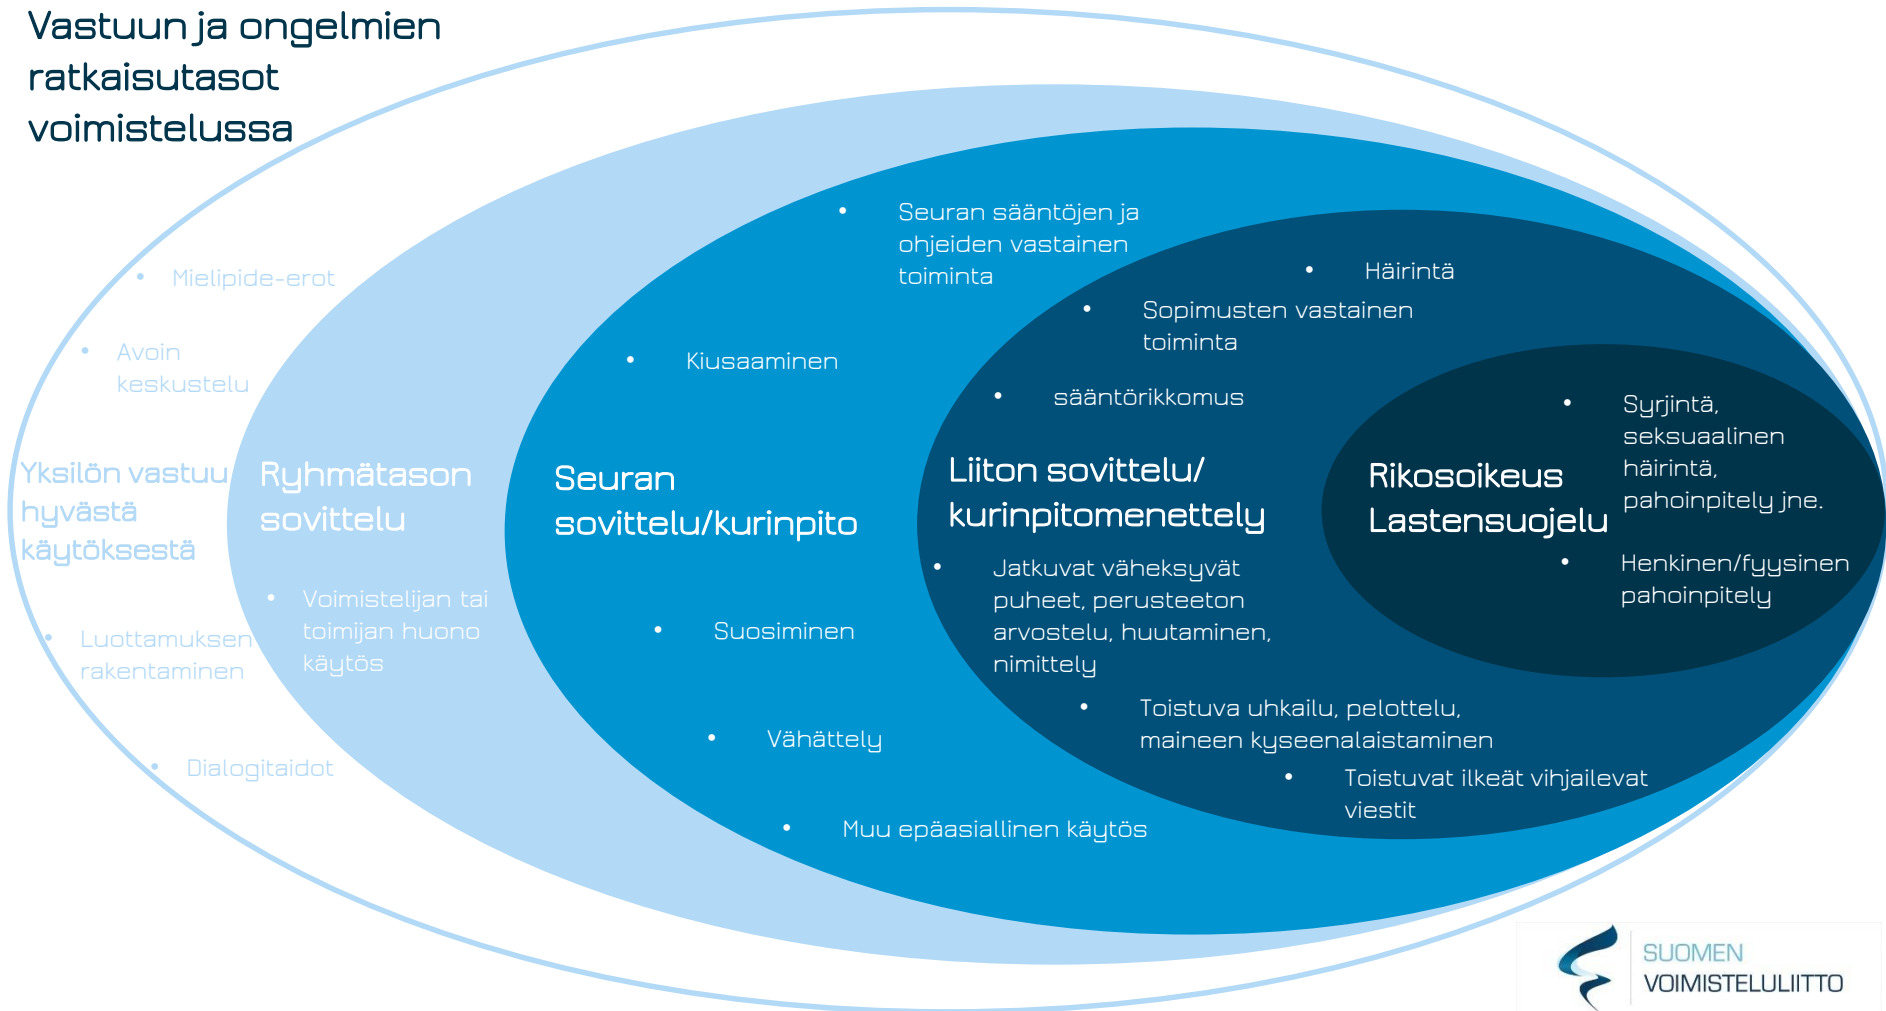 Vastuun ja ongelmien
ratkaisutasot
voimistelussa
• Mielipide-erot
• Avoin
keskustelu
Yksilön vastuu
hyvästä
käytöksestä
• Luottamuksen
rakentaminen
• Dialogitaidot
Ryhmätason
sovittelu
• Voimistelijan tai
toimijan huono
käytös
• Seuran sääntöjen ja
ohjeiden vastainen
toiminta
• Kiusaaminen
Seuran
sovittelu/kurinpito
• Suosiminen
• Vähättely
• Muu epäasiallinen käytös
• Häirintä
• Sopimusten vastainen
toiminta
• sääntörikkomus
Liiton sovittelu/
kurinpitomenettely
• Jatkuvat väheksyvät
puheet, perusteeton
arvostelu, huutaminen,
nimittely
• Toistuva uhkailu, pelottelu,
maineen kyseenalaistaminen
• Toistuvat ilkeät vihjailevat
viestit
Rikosoikeus
Lastensuojelu
• Syrjintä,
seksuaalinen
häirintä,
pahoinpitely jne.
• Henkinen/fyysinen
pahoinpitely
SUOMEN
VOIMISTELULIITTO